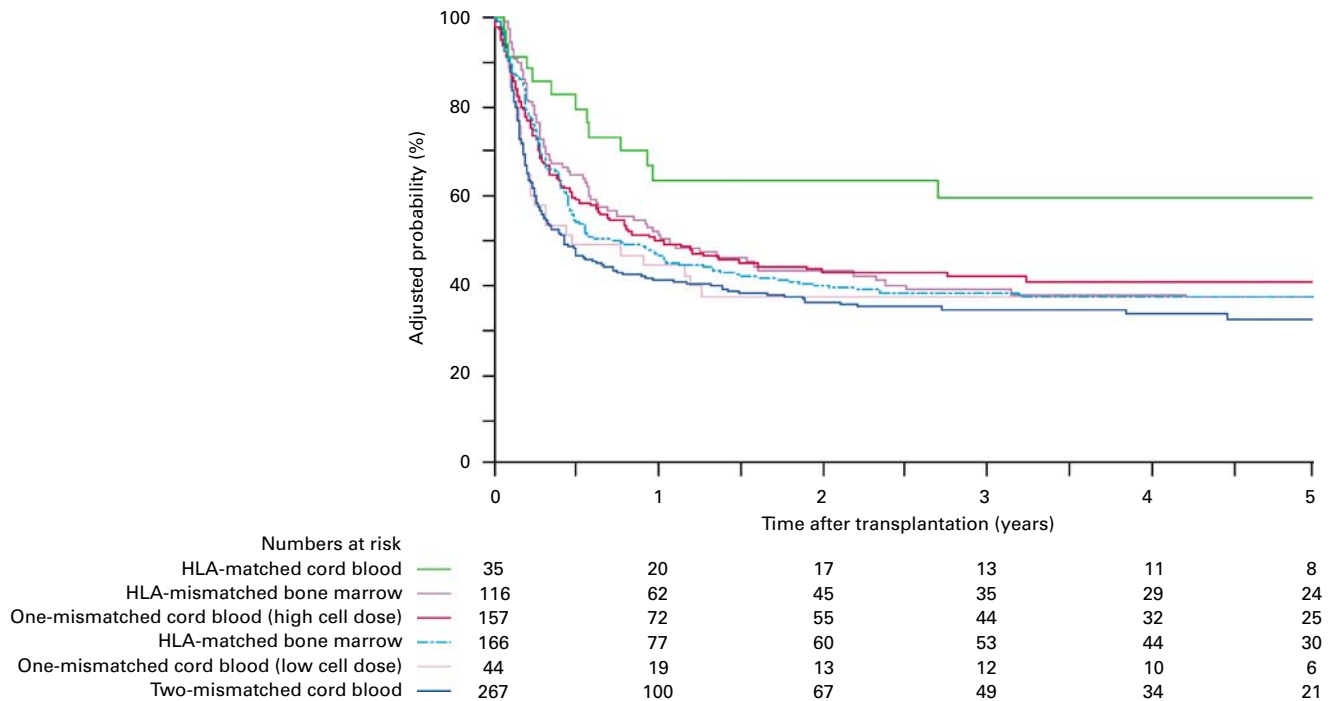 100
80
60
40
20
0
Adjusted probability (%)
0 1 2 3 4 5
Time after transplantation (years)
Numbers at risk
HLA-matched cord blood 35 20 17 13 11 8
HLA-mismatched bone marrow 116 62 45 35 29 24
One-mismatched cord blood (high cell dose) 157 72 55 44 32 25
HLA-matched bone marrow 166 77 60 53 44 30
One-mismatched cord blood (low cell dose) 44 19 13 12 10 6
Two-mismatched cord blood 267 100 67 49 34 21